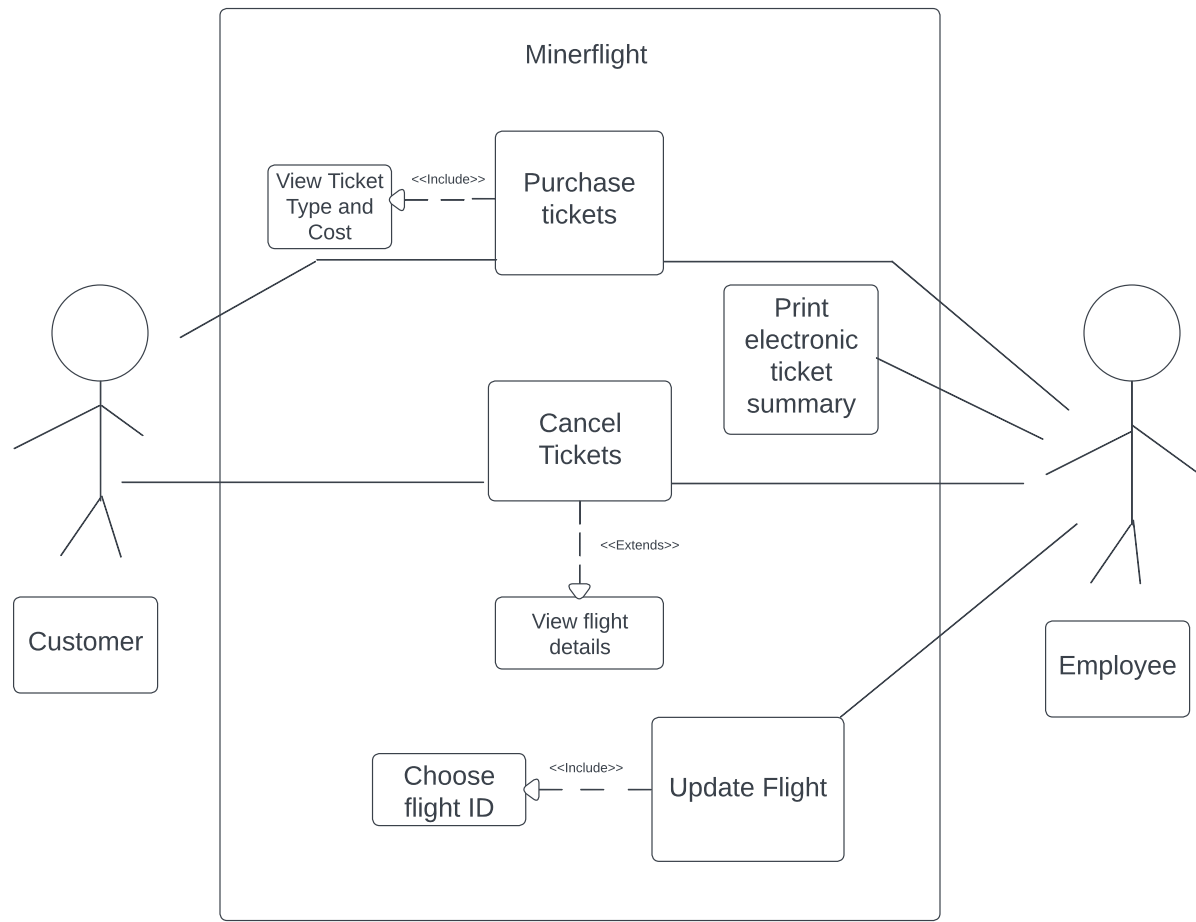 Minerflight
View Ticket
Type and
Cost
<<Include>>
Purchase
tickets
Print
electronic
ticket
summary
Cancel
Tickets
<<Extends>>
View flight
details
Customer
Employee
Choose
flight ID
<<Include>>
Update Flight